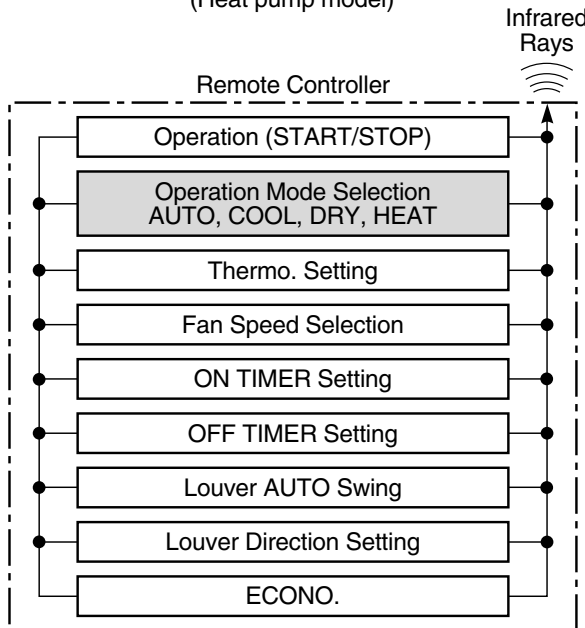 (Heat pump model)
Infrared
Rays
Remote Controller
Operation (START/STOP)
Operation Mode Selection
AUTO, COOL, DRY, HEAT
Thermo. Setting
Fan Speed Selection
ON TIMER Setting
OFF TIMER Setting
Louver AUTO Swing
Louver Direction Setting
ECONO.